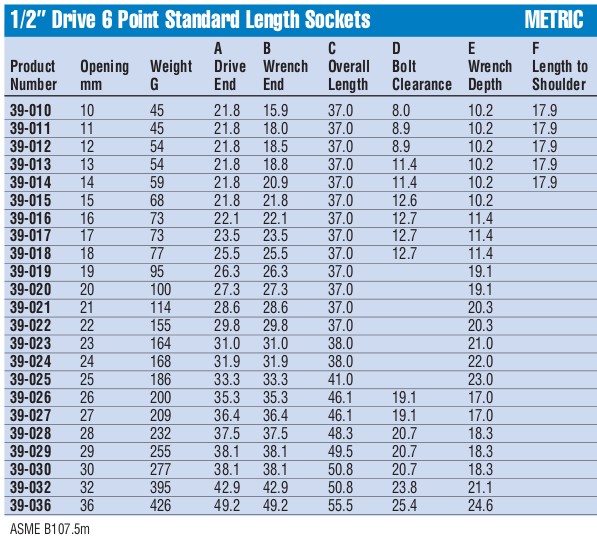 1/2" Drive 6 Point Standard Length Sockets METRIC
A B C D E F
Product Opening Weight Drive Wrench Overall Bolt Wrench Length to
Number mm G End End Length Clearance Depth Shoulder
39-010 10 45 21.8 15.9 37.0 8.0 10.2 17.9
39-011 11 45 21.8 18.0 37.0 8.9 10.2 17.9
39-012 12 54 21.8 18.5 37.0 8.9 10.2 17.9
39-013 13 54 21.8 18.8 37.0 11.4 10.2 17.9
39-014 14 59 21.8 20.9 37.0 11.4 10.2 17.9
39-015 15 68 21.8 21.8 37.0 12.6 10.2
39-016 16 73 22.1 22.1 37.0 12.7 11.4
39-017 17 73 23.5 23.5 37.0 12.7 11.4
39-018 18 77 25.5 25.5 37.0 12.7 11.4
39-019 19 95 26.3 26.3 37.0 19.1
39-020 20 100 27.3 27.3 37.0 19.1
39-021 21 114 28.6 28.6 37.0 20.3
39-022 22 155 29.8 29.8 37.0 20.3
39-023 23 164 31.0 31.0 38.0 21.0
39-024 24 168 31.9 31.9 38.0 22.0
39-025 25 186 33.3 33.3 41.0 23.0
39-026 26 200 35.3 35.3 46.1 19.1 17.0
39-027 27 209 36.4 36.4 46.1 19.1 17.0
39-028 28 232 37.5 37.5 48.3 20.7 18.3
39-029 29 255 38.1 38.1 49.5 20.7 18.3
39-030 30 277 38.1 38.1 50.8 20.7 18.3
39-032 32 395 42.9 42.9 50.8 23.8 21.1
39-036 36 426 49.2 49.2 55.5 25.4 24.6
ASME B107.5m